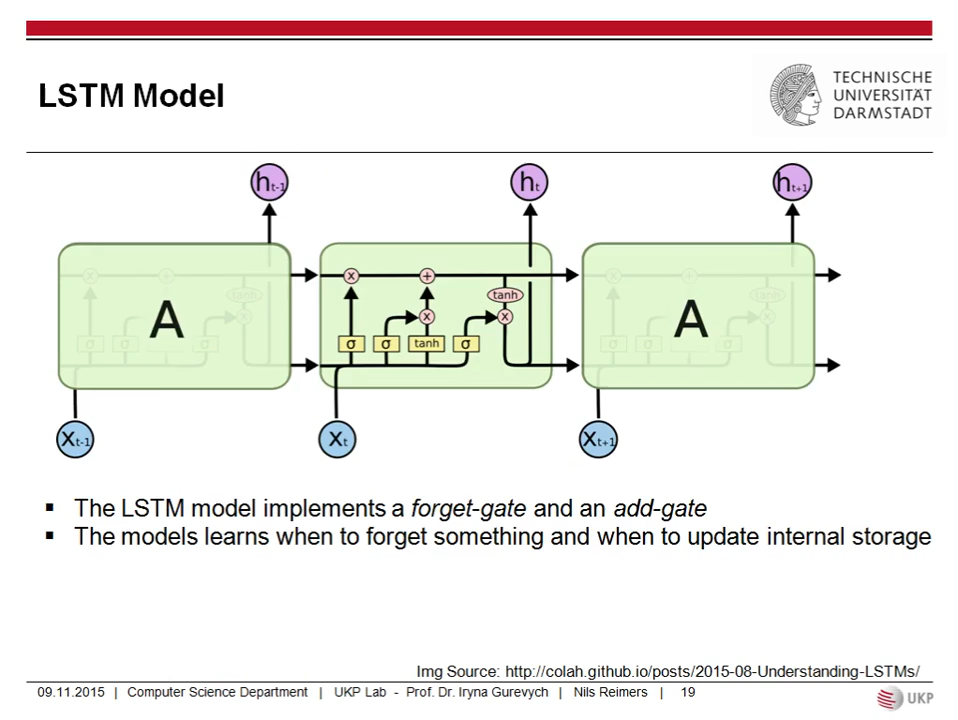 LSTM Model
TECHNISCHE
UNIVERSITÄT
DARMSTADT
ht-1
ht
ht+1
x
+
tanh
x
x
A
σ
σ
tanh
σ
A
x
+
tanh
x
x
σ
σ
tanh
σ
x
+
tanh
x
x
σ
σ
σ
Xt-1
Xt
Xt+1
▪ The LSTM model implements a forget-gate and an add-gate
▪ The models learns when to forget something and when to update internal storage
Img Source: http://colah.github.io/posts/2015-08-Understanding-LSTMs/
09.11.2015 | Computer Science Department | UKP Lab - Prof. Dr. Iryna Gurevych | Nils Reimers | 19
UKP